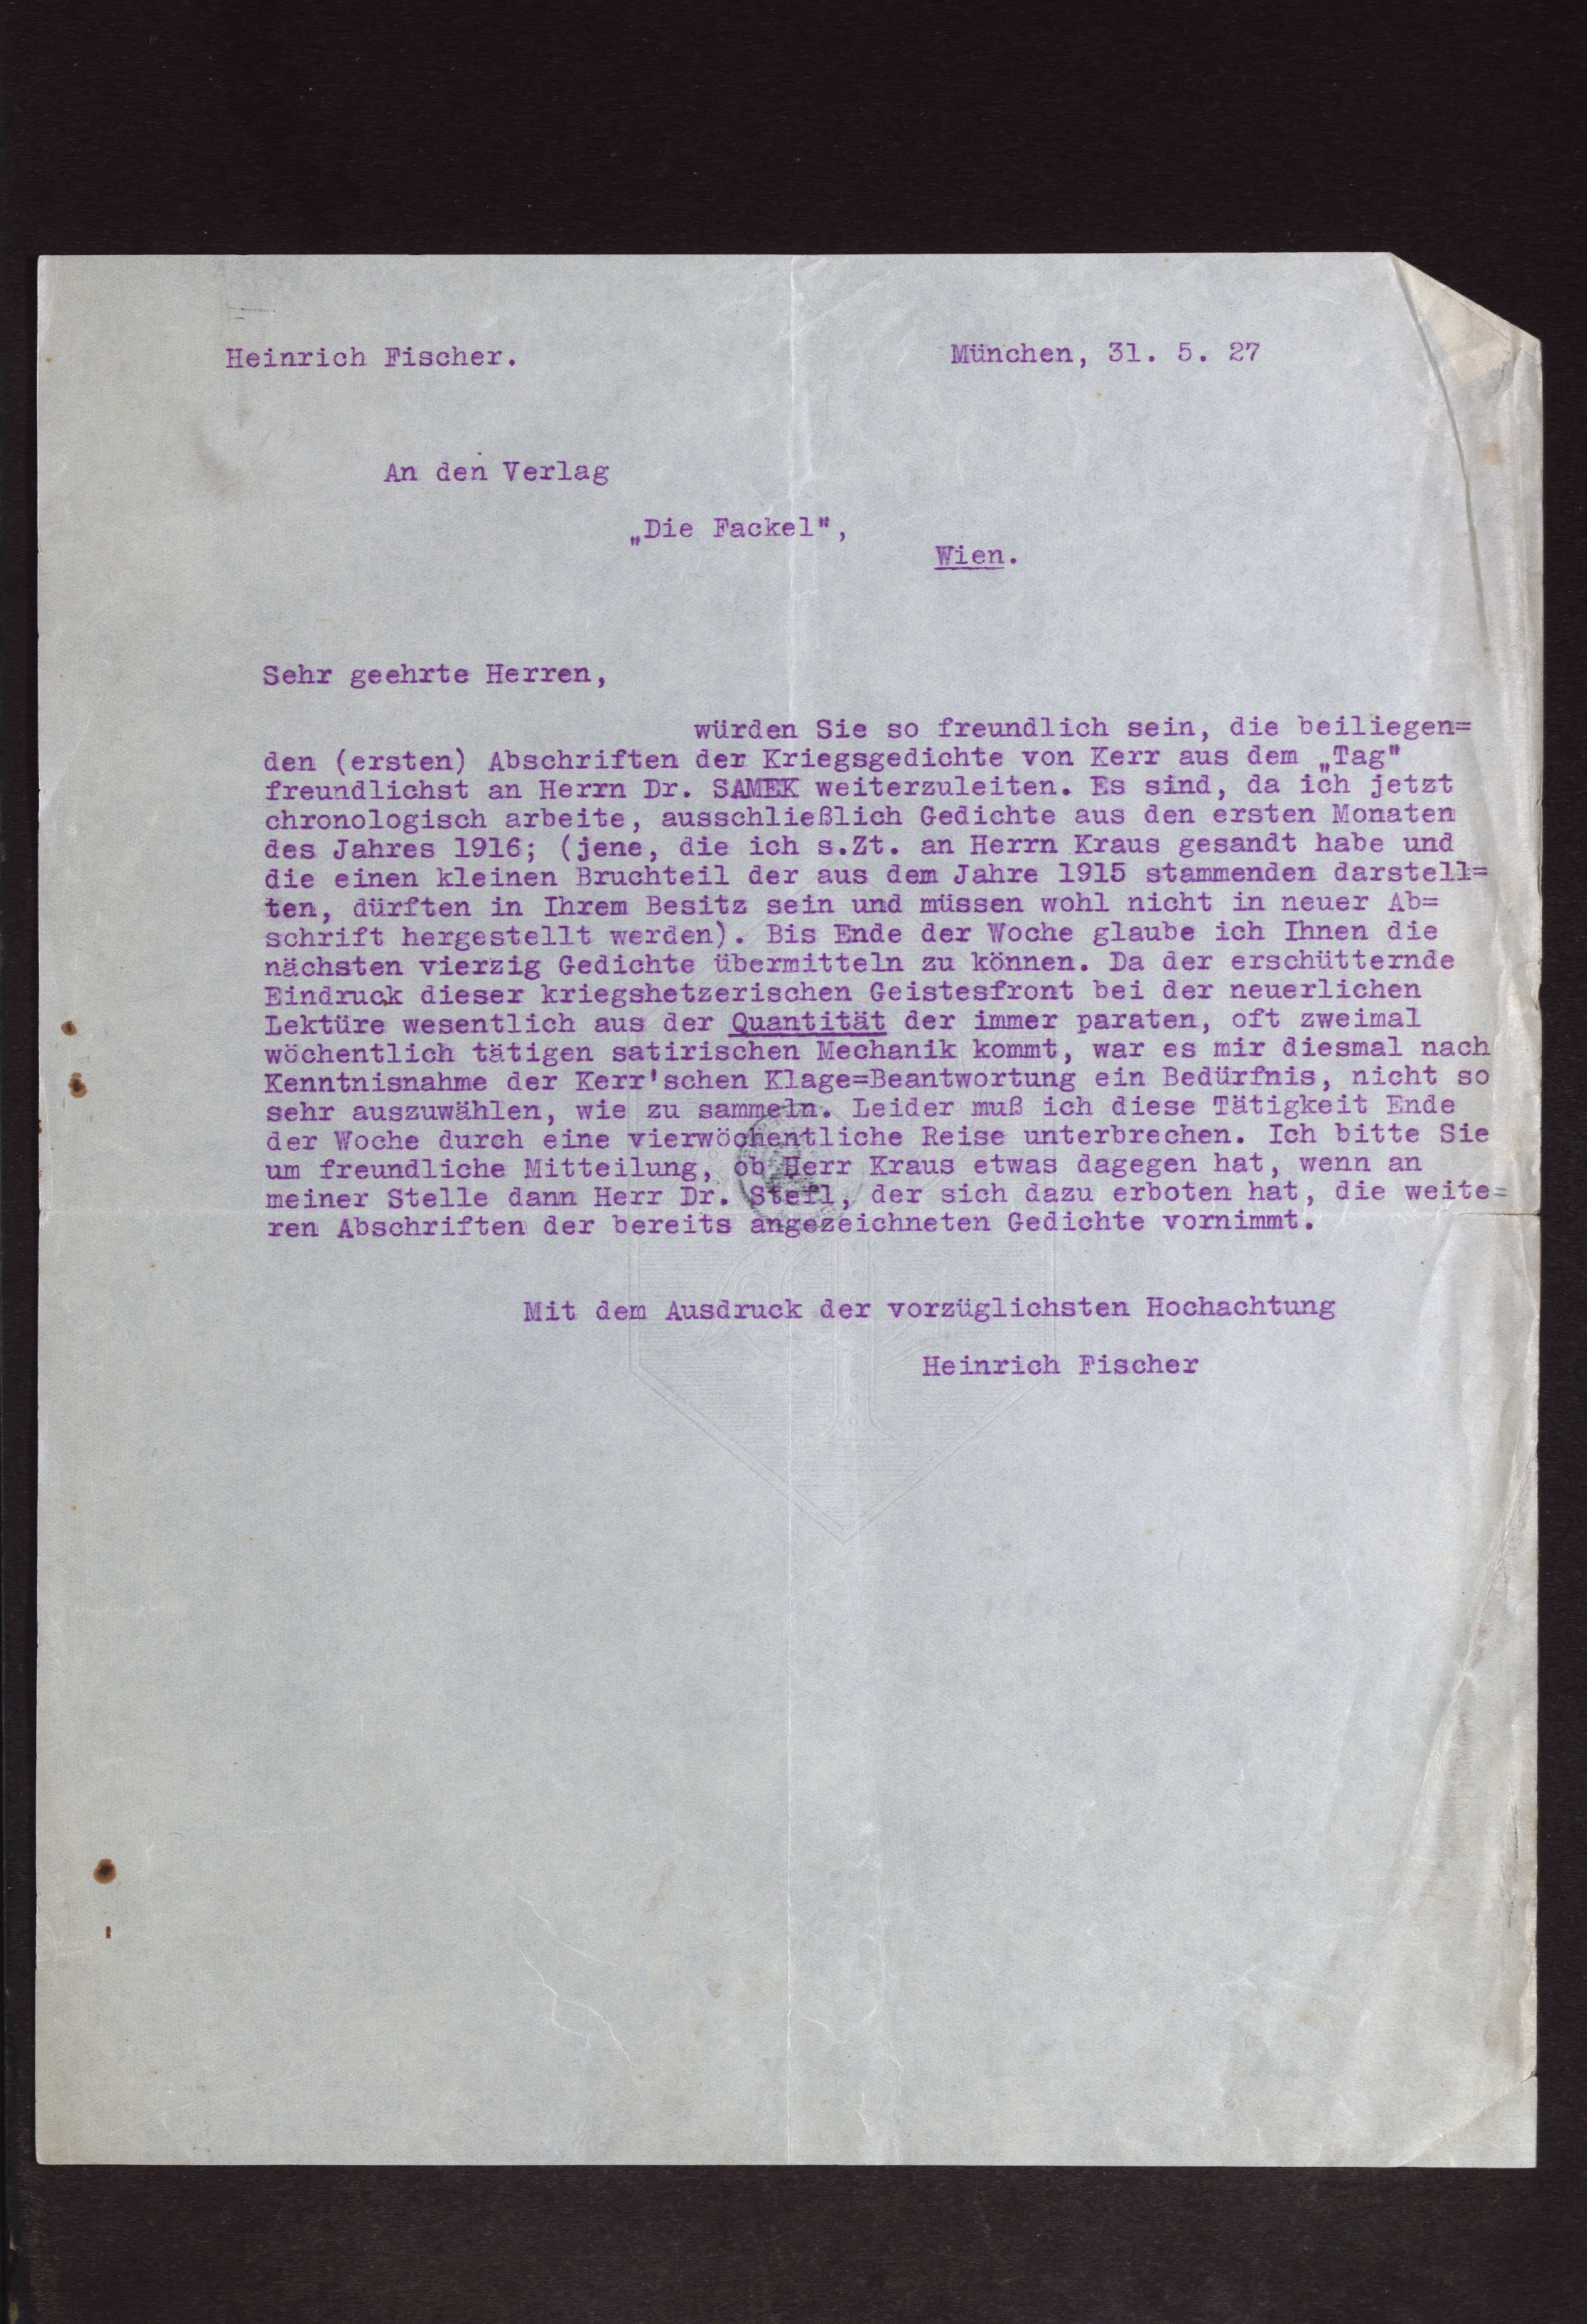 Heinrich Fischer.
München, 31. 5. 27
An den Verlag
„Die Fackel",
Wien.
Sehr geehrte Herren,
würden Sie so freundlich sein, die beiliegen=
den (ersten) Abschriften der Kriegsgedichte von Kerr aus dem „Tag"
freundlichst an Herrn Dr. SAMEK weiterzuleiten. Es sind, da ich jetzt
chronologisch arbeite, ausschließlich Gedichte aus den ersten Monaten
des Jahres 1916; (jene, die ich s.Zt. an Herrn Kraus gesandt habe und
die einen kleinen Bruchteil der aus dem Jahre 1915 stammenden darstell=
ten, dürften in Ihrem Besitz sein und müssen wohl nicht in neuer Ab=
schrift hergestellt werden). Bis Ende der Woche glaube ich Ihnen die
nächsten vierzig Gedichte übermitteln zu können. Da der erschütternde
Eindruck dieser kriegshetzerischen Geistesfront bei der neuerlichen
Lektüre wesentlich aus der Quantität der immer paraten, oft zweimal
wöchentlich tätigen satirischen Mechanik kommt, war es mir diesmal nach
Kenntnisnahme der Kerr'schen Klage=Beantwortung ein Bedürfnis, nicht so
sehr auszuwählen, wie zu sammeln. Leider muß ich diese Tätigkeit Ende
der Woche durch eine vierwöchentliche Reise unterbrechen. Ich bitte Sie
um freundliche Mitteilung, ob Herr Kraus etwas dagegen hat, wenn an
meiner Stelle dann Herr Dr. Stefl, der sich dazu erboten hat, die weite=
ren Abschriften der bereits angezeichneten Gedichte vornimmt.
Mit dem Ausdruck der vorzüglichsten Hochachtung
Heinrich Fischer